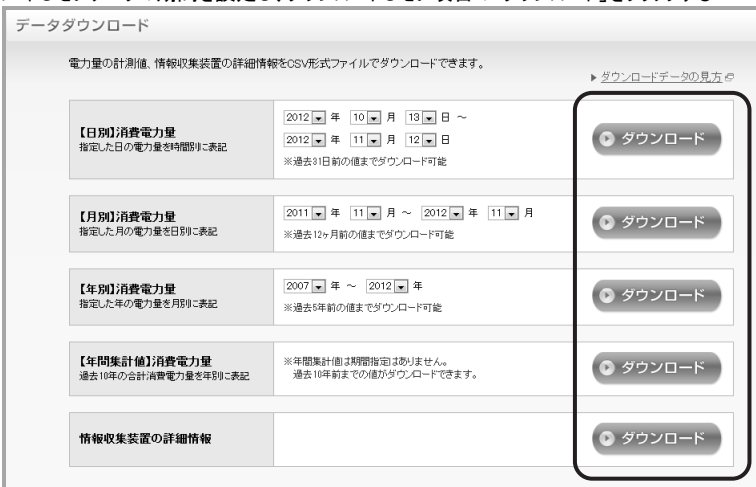 データダウンロード
電力量の計測値、情報収集装置の詳細情報をCSV形式ファイルでダウンロードできます。
ダウンロードデータの見方
【日別】消費電力量
指定した日の電力量を時間別に表記
2012 年 10 月 13 日 ～
2012 年 11 月 12 日
※過去31日前の値までダウンロード可能
ダウンロード
【月別】消費電力量
指定した月の電力量を日別に表記
2011 年 11 月 ～ 2012 年 11 月
※過去12ヶ月前の値までダウンロード可能
ダウンロード
【年別】消費電力量
指定した年の電力量を月別に表記
2007 年 ～ 2012 年
※過去5年前の値までダウンロード可能
ダウンロード
【年間集計値】消費電力量
過去10年の合計消費電力量を年別に表記
※年間集計値は期間指定はありません。
過去10年前までの値がダウンロードできます。
ダウンロード
情報収集装置の詳細情報
ダウンロード